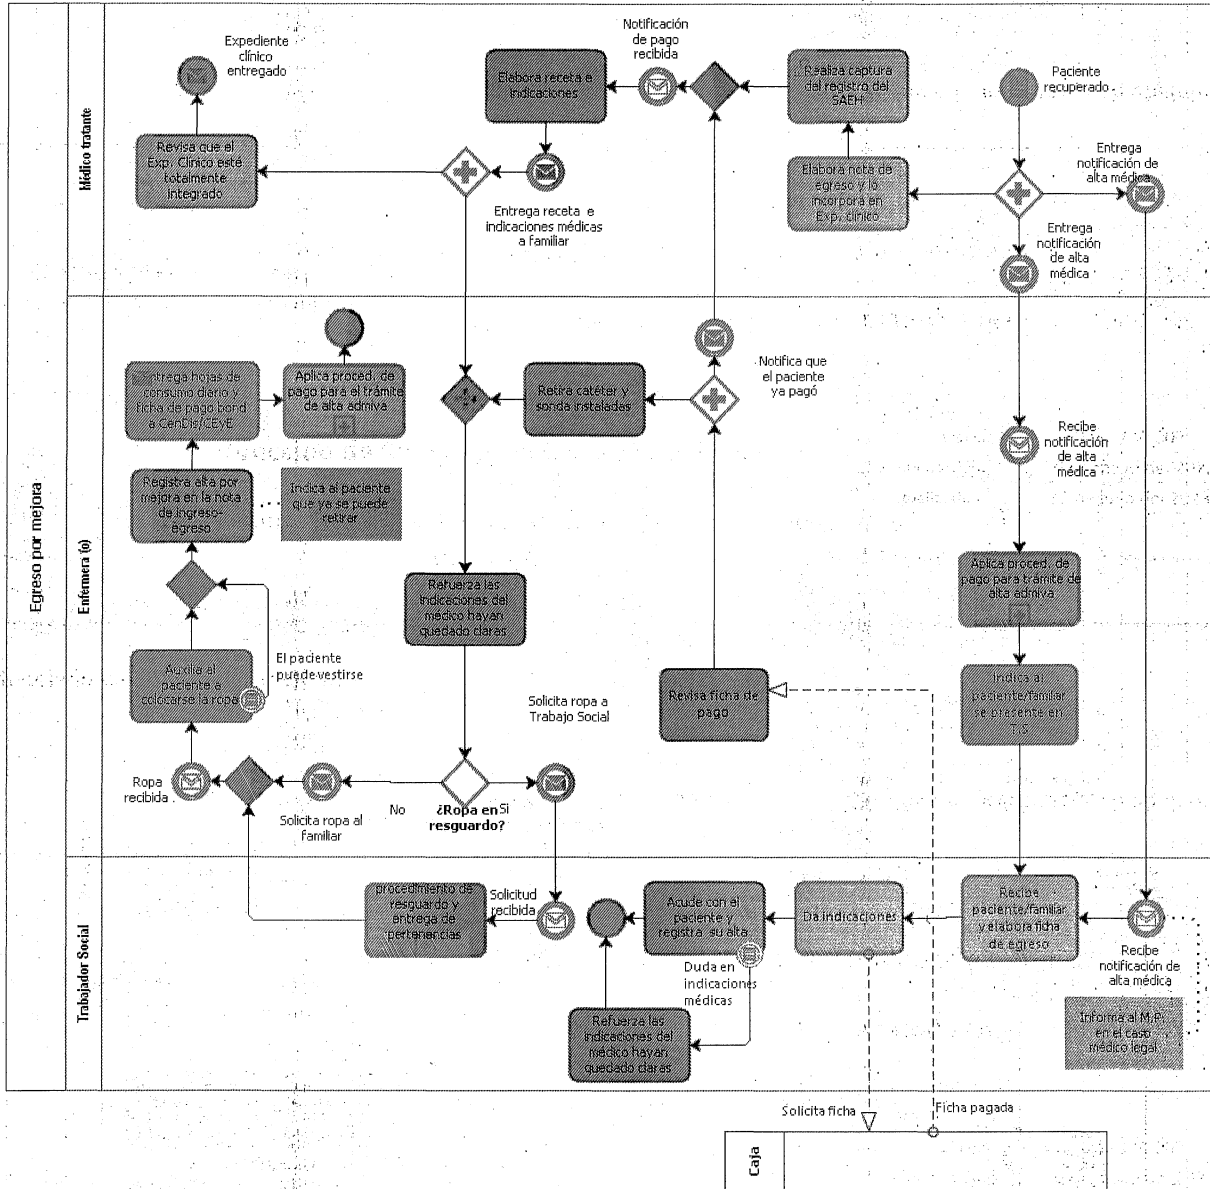 Egreso por mejora
Médico tratante
Expediente
clínico
entregado
Revisa que el
Exp. Clinico esté
totalmente
integrado
Elabora receta e
indicaciones
Notificación
de pago
recibida
Realiza captura
del registro del
SAEH
Paciente
recuperado
Elabora nota de
egreso y lo
incorpora en
Exp. clínico
Entrega
notificación de
alta médica
Entrega
notificación
de alta
médica
Entrega receta e
indicaciones médicas
a familiar
Enfermera (o)
Entrega hojas de
consumo diario y
ficha de pago bond
a CenDis/CEyE
Aplica proced. de
pago para el trámite
de alta admiva
Retira catéter y
sonda instaladas
Notifica que
el paciente
ya pagó
Recibe
notificación
de alta
médica
Registra alta por
mejora en la nota
de ingreso-
egreso
Indica al paciente
que ya se puede
retirar
Refuerza las
indicaciones del
médico hayan
quedado claras
Aplica proced. de
pago para trámite de
alta admiva
Auxilia al
paciente a
colocarse la ropa
El paciente
puede vestirse
Revisa ficha de
pago
Indica al
paciente/familiar
se presente en
T.S
Solicita ropa a
Trabajo Social
Ropa
recibida
Solicita ropa al
familiar
No
¿Ropa en
resguardo?
Si
Trabajador Social
procedimiento de
resguardo y
entrega de
pertenancias
Solicitud
recibida
Acude con el
paciente y
registra su alta
Da indicaciones
Recibe
paciente/familiar
y elabora ficha
de egreso
Recibe
notificación de
alta médica
Duda en
indicaciones
médicas
Refuerza las
indicaciones del
médico hayan
quedado claras
Informa al M.P.
en el caso
médico legal
Solicita ficha
Ficha pagada
Caja